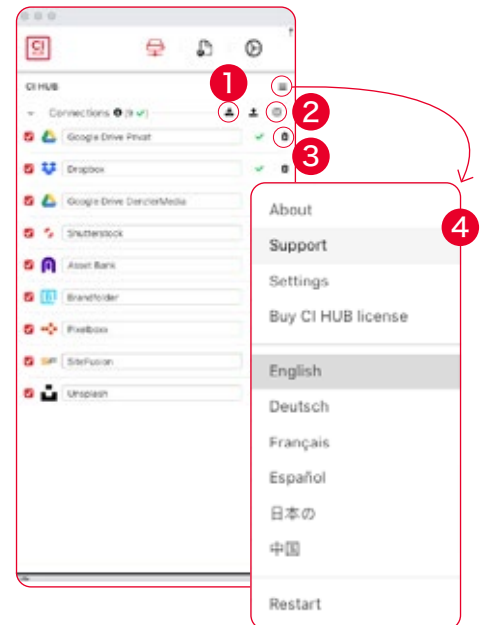 CI
HUB
CI HUB
1
Connections (9 ✓)
2
Google Drive Privat
3
Dropbox
Google Drive DenzlerMedia
Shutterstock
Asset Bank
Brandfolder
Pixelboxx
SiteFusion
Unsplash
4
About
Support
Settings
Buy CI HUB license
English
Deutsch
Français
Español
日本の
中国
Restart